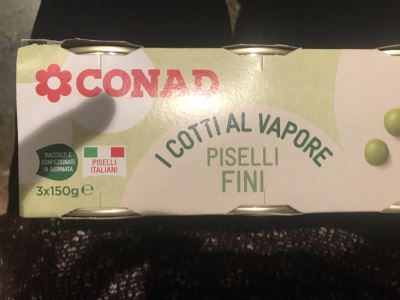 CONAD
I COTTI AL VAPORE
PISELLI
FINI
RACCOLTI E
CONFEZIONATI
IN GIORNATA
PISELLI
ITALIANI
3x150g℮